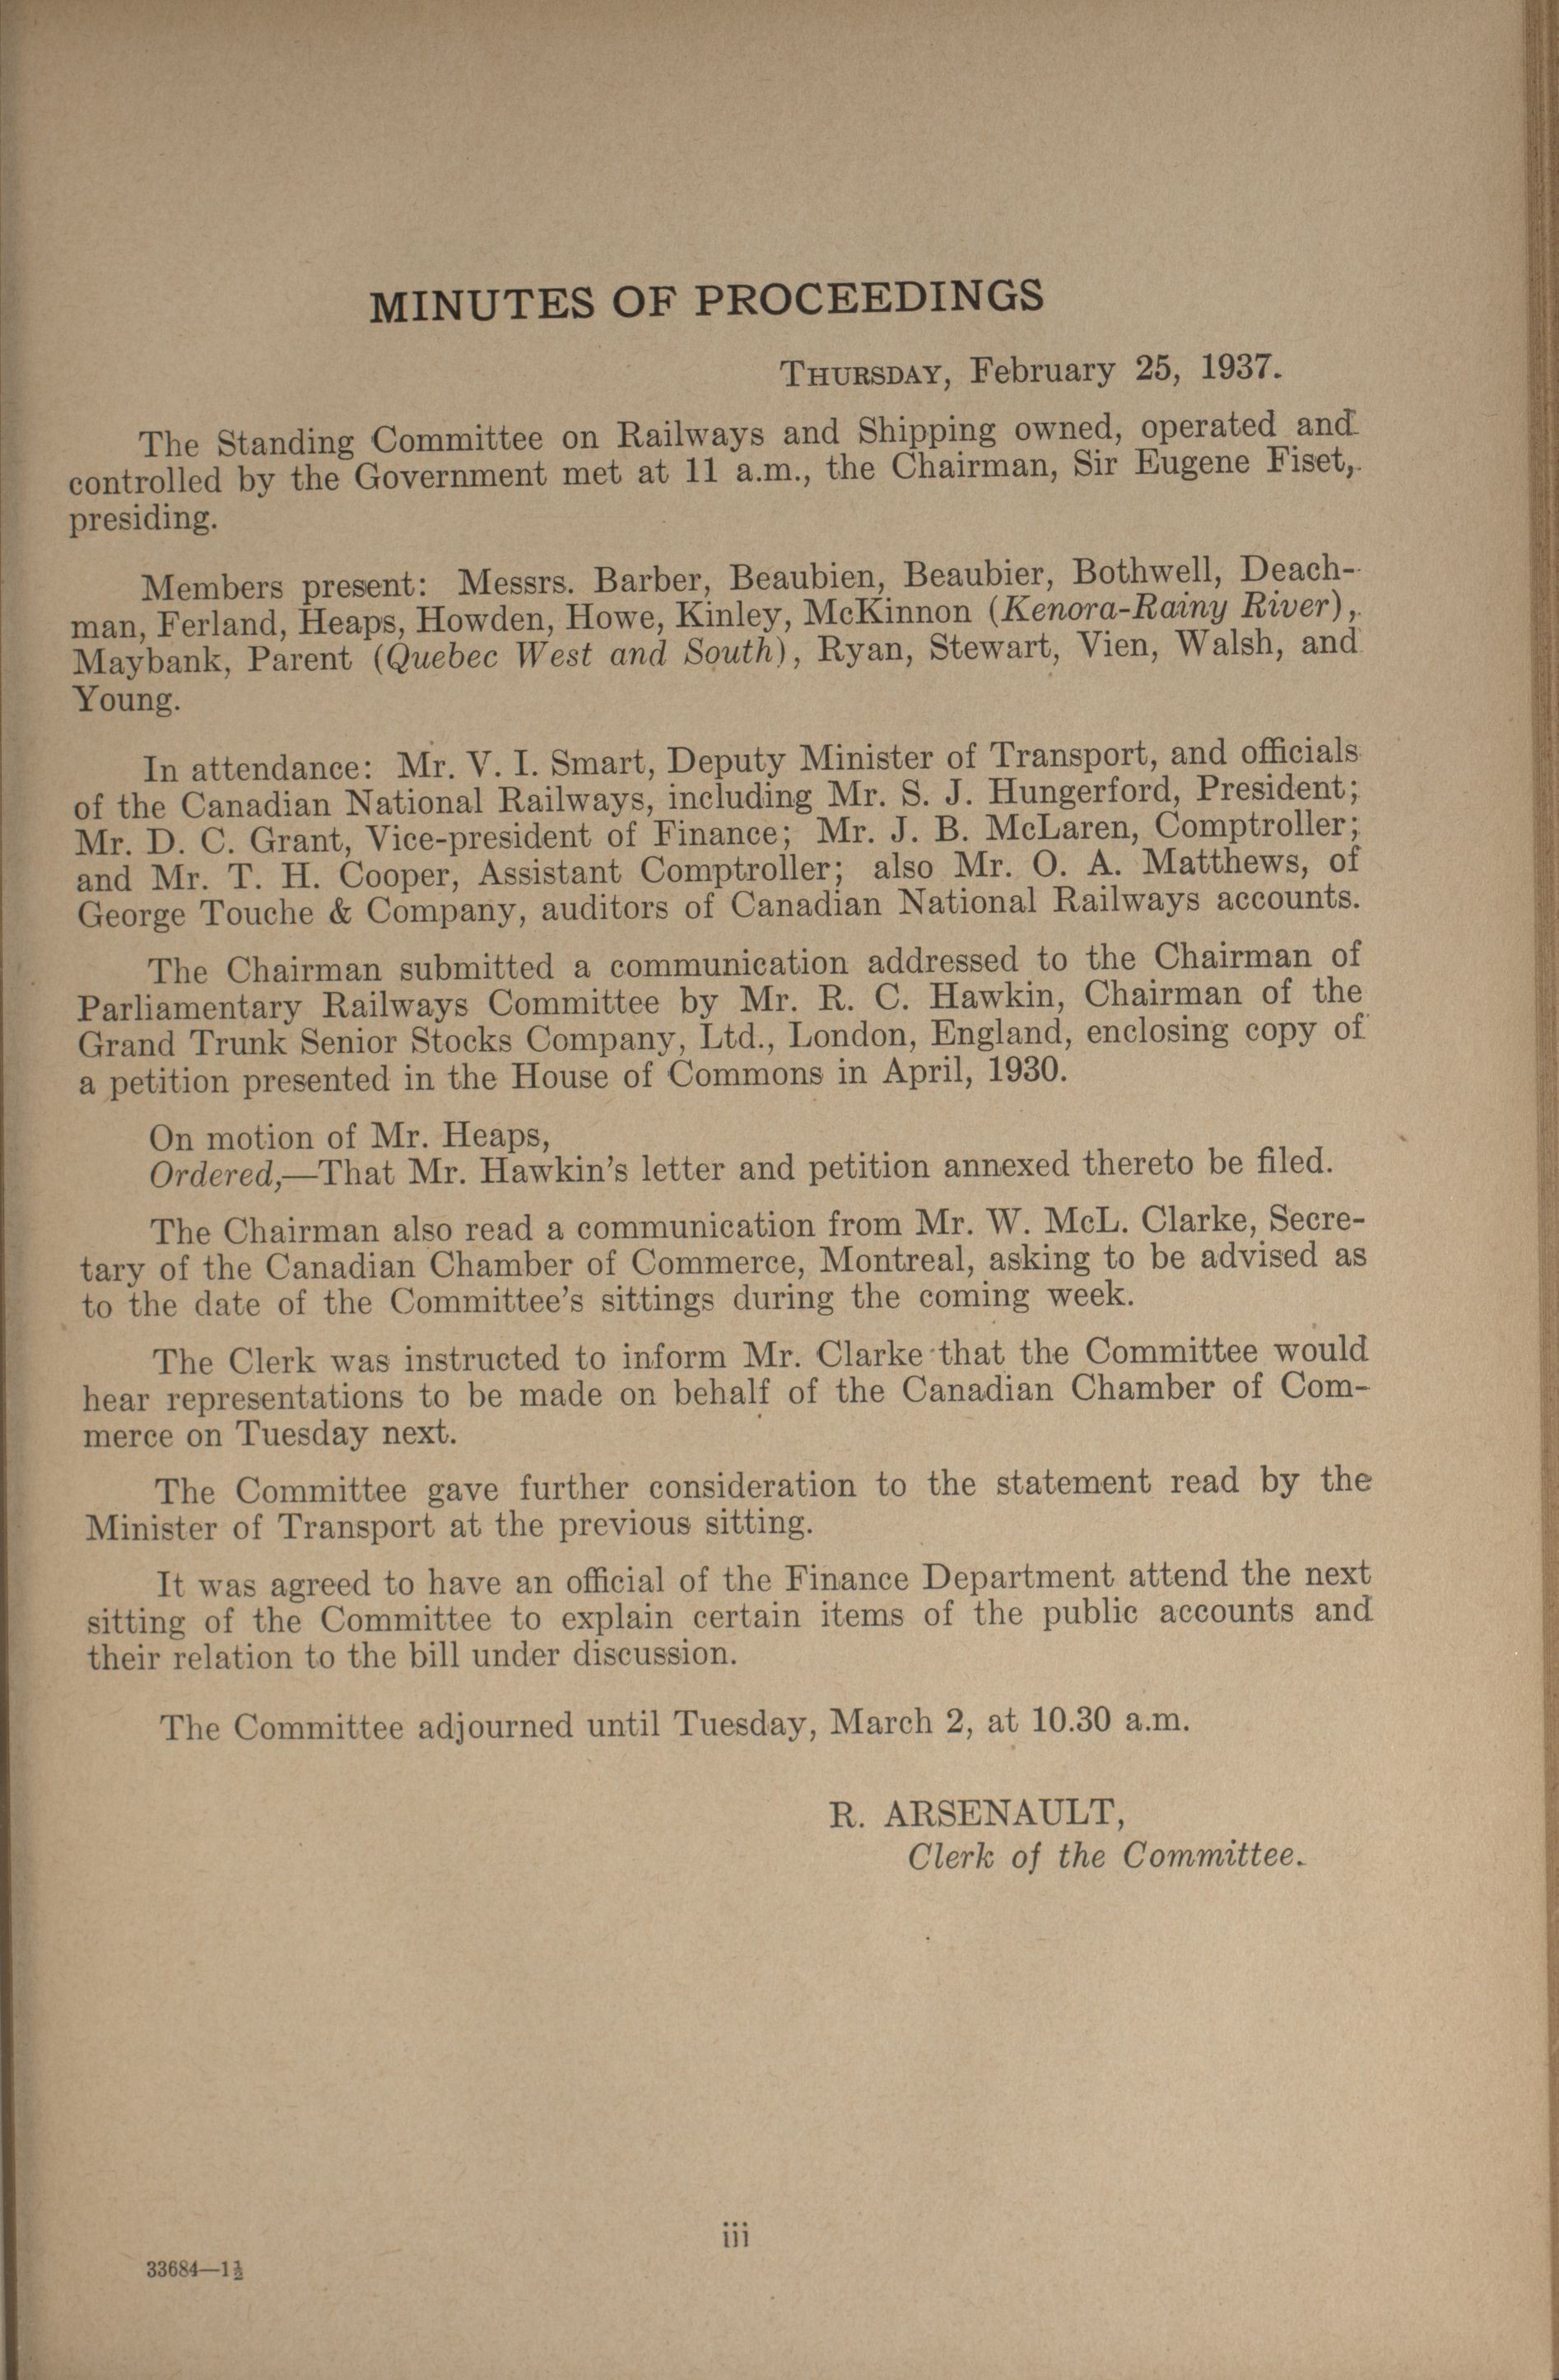 MINUTES OF PROCEEDINGS
THURSDAY, February 25, 1937.
The Standing Committee on Railways and Shipping owned, operated and
controlled by the Government met at 11 a.m., the Chairman, Sir Eugene Fiset,
presiding.
Members present: Messrs. Barber, Beaubien, Beaubier, Bothwell, Deach-
man, Ferland, Heaps, Howden, Howe, Kinley, McKinnon (Kenora-Rainy River),
Maybank, Parent (Quebec West and South), Ryan, Stewart, Vien, Walsh, and
Young.
In attendance: Mr. V. I. Smart, Deputy Minister of Transport, and officials
of the Canadian National Railways, including Mr. S. J. Hungerford, President;
Mr. D. C. Grant, Vice-president of Finance; Mr. J. B. McLaren, Comptroller;
and Mr. T. H. Cooper, Assistant Comptroller; also Mr. O. A. Matthews, of
George Touche & Company, auditors of Canadian National Railways accounts.
The Chairman submitted a communication addressed to the Chairman of
Parliamentary Railways Committee by Mr. R. C. Hawkin, Chairman of the
Grand Trunk Senior Stocks Company, Ltd., London, England, enclosing copy of
a petition presented in the House of Commons in April, 1930.
On motion of Mr. Heaps,
Ordered,—That Mr. Hawkin's letter and petition annexed thereto be filed.
The Chairman also read a communication from Mr. W. McL. Clarke, Secre-
tary of the Canadian Chamber of Commerce, Montreal, asking to be advised as
to the date of the Committee's sittings during the coming week.
The Clerk was instructed to inform Mr. Clarke that the Committee would
hear representations to be made on behalf of the Canadian Chamber of Com-
merce on Tuesday next.
The Committee gave further consideration to the statement read by the
Minister of Transport at the previous sitting.
It was agreed to have an official of the Finance Department attend the next
sitting of the Committee to explain certain items of the public accounts and
their relation to the bill under discussion.
The Committee adjourned until Tuesday, March 2, at 10.30 a.m.
R. ARSENAULT,
Clerk of the Committee.
iii
33684—1½